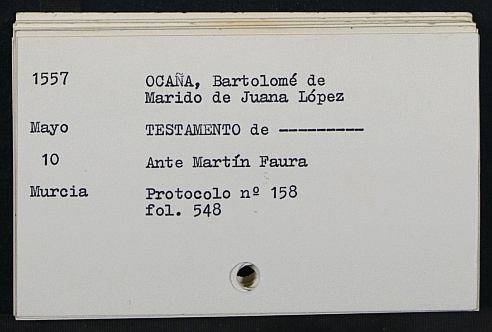 1557 OCAÑA, Bartolomé de
Marido de Juana López
Mayo TESTAMENTO de ---------
10 Ante Martín Faura
Murcia Protocolo nº 158
fol. 548